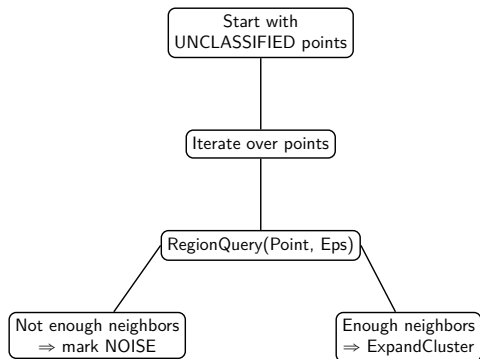 Start with
UNCLASSIFIED points
Iterate over points
RegionQuery(Point, Eps)
Not enough neighbors
⇒ mark NOISE
Enough neighbors
⇒ ExpandCluster